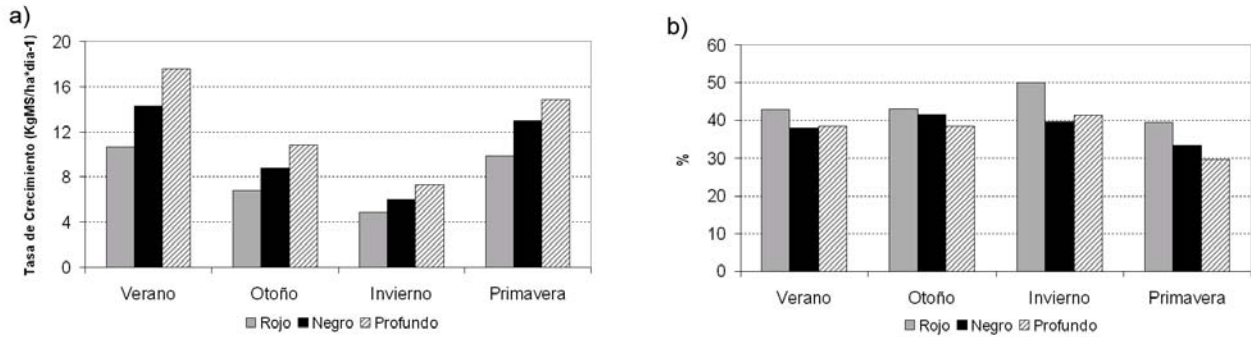 a)
Tasa de Crecimiento (KgMS/ha*dia-1)
20
16
12
8
4
0
Verano Otoño Invierno Primavera
Rojo Negro Profundo
b)
%
60
50
40
30
20
10
0
Verano Otoño Invierno Primavera
Rojo Negro Profundo